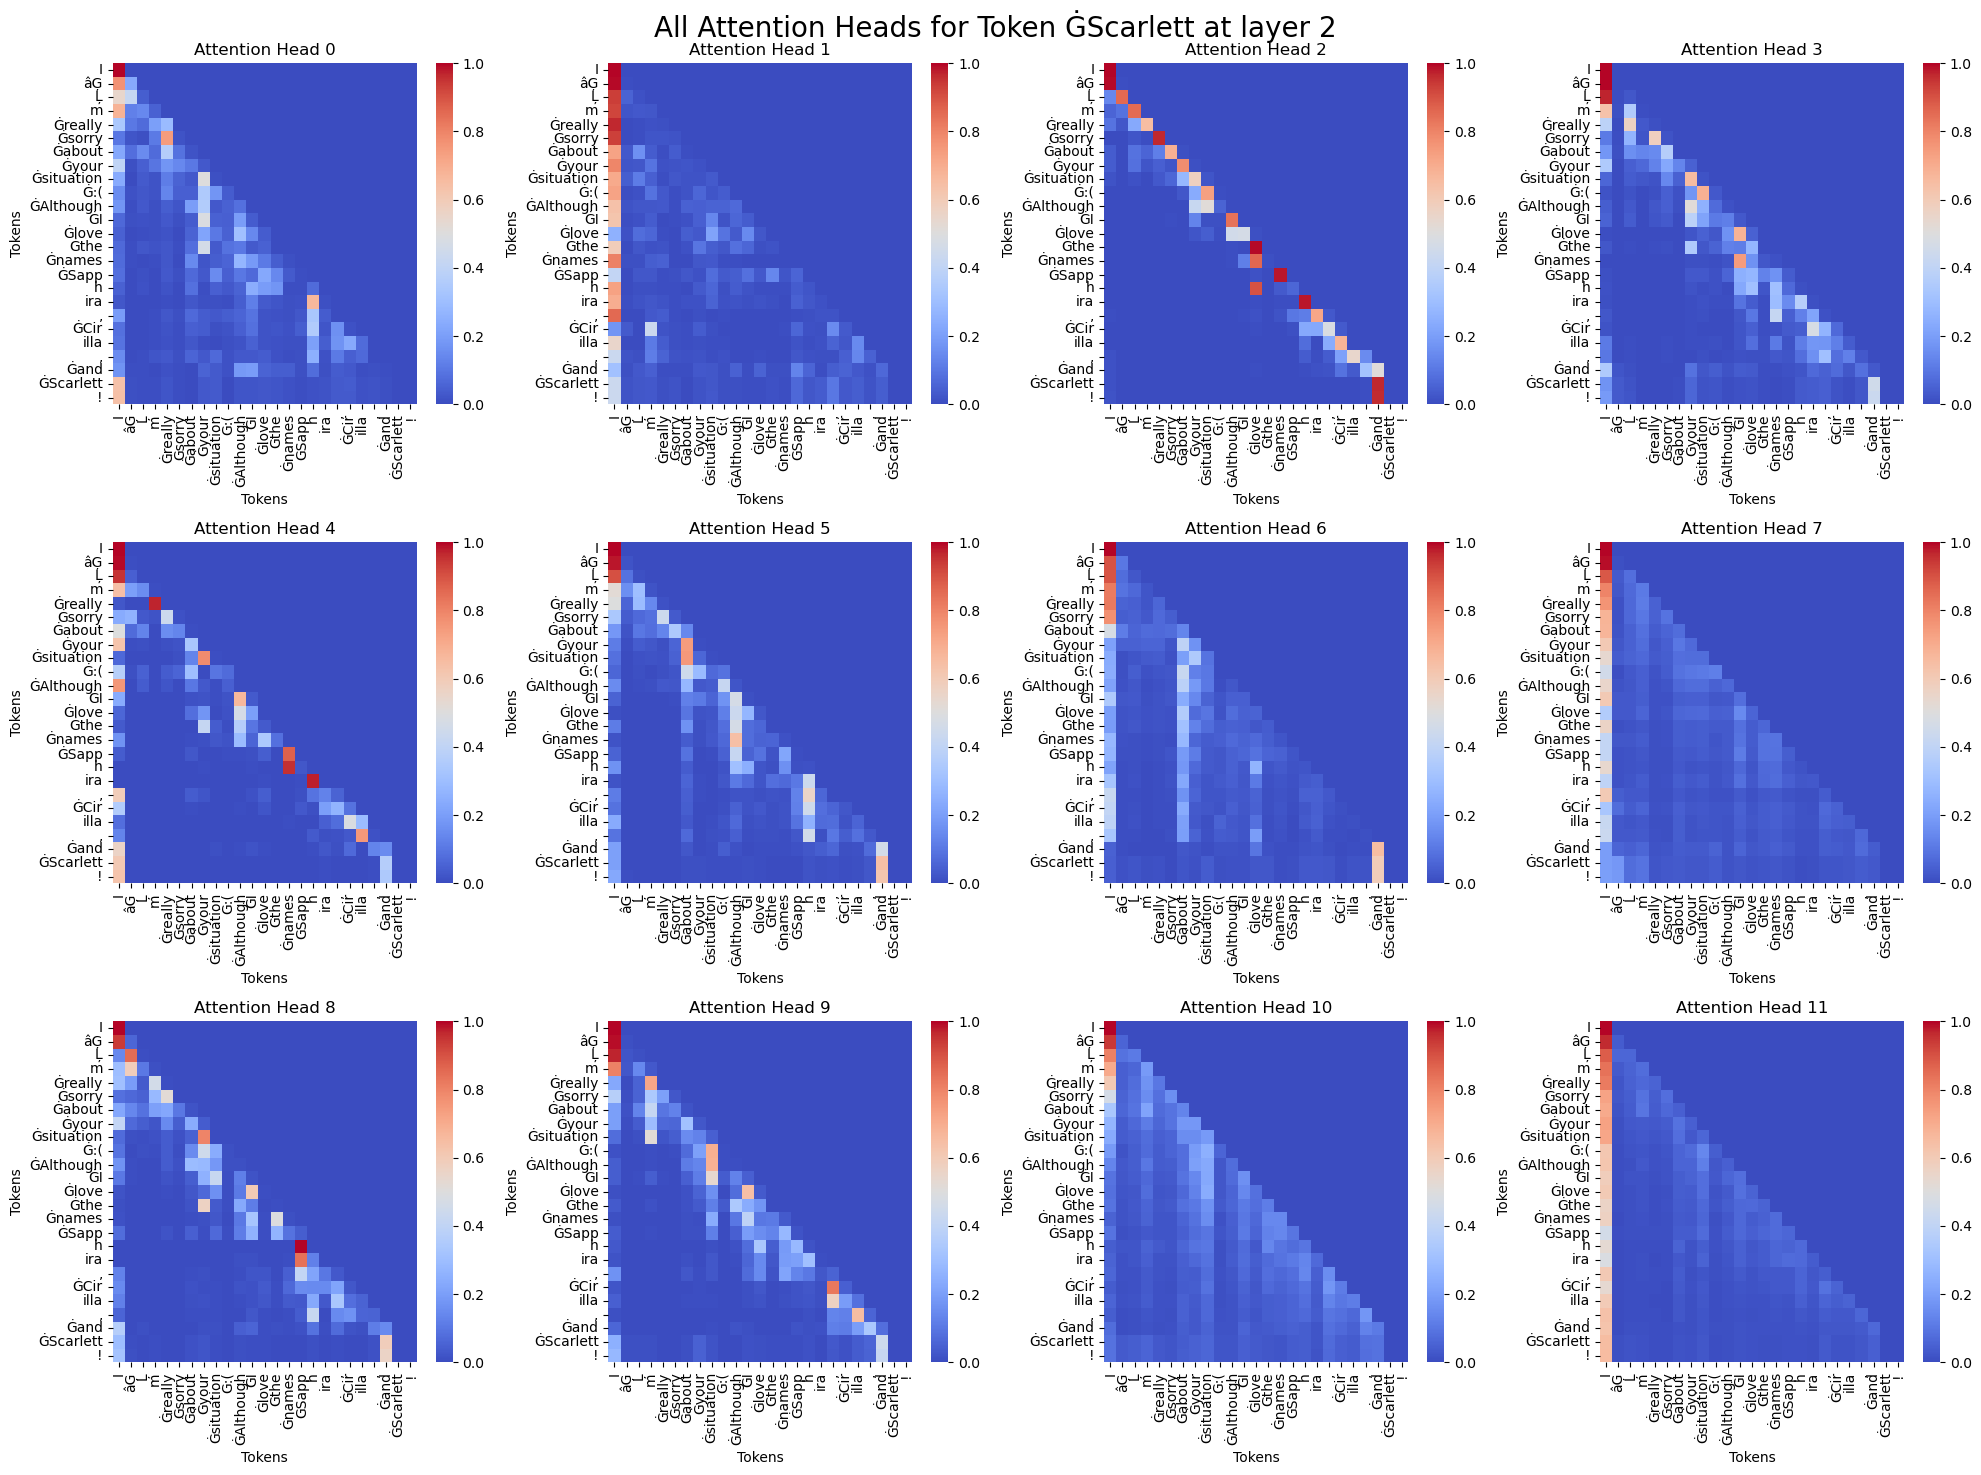 All Attention Heads for Token ĠScarlett at layer 2
Attention Head 0
Attention Head 1
Attention Head 2
Attention Head 3
I
âĢ
Ļ
m
Ġreally
Ġsorry
Ġabout
Ġyour
Ġsituation
Ġ:(
ĠAlthough
ĠI
Ġlove
Ġthe
Ġnames
ĠSapp
h
ira
,
ĠCir
illa
,
Ġand
ĠScarlett
!
Tokens
1.0
0.8
0.6
0.4
0.2
0.0
Attention Head 4
Attention Head 5
Attention Head 6
Attention Head 7
Tokens
Attention Head 8
Attention Head 9
Attention Head 10
Attention Head 11
Tokens